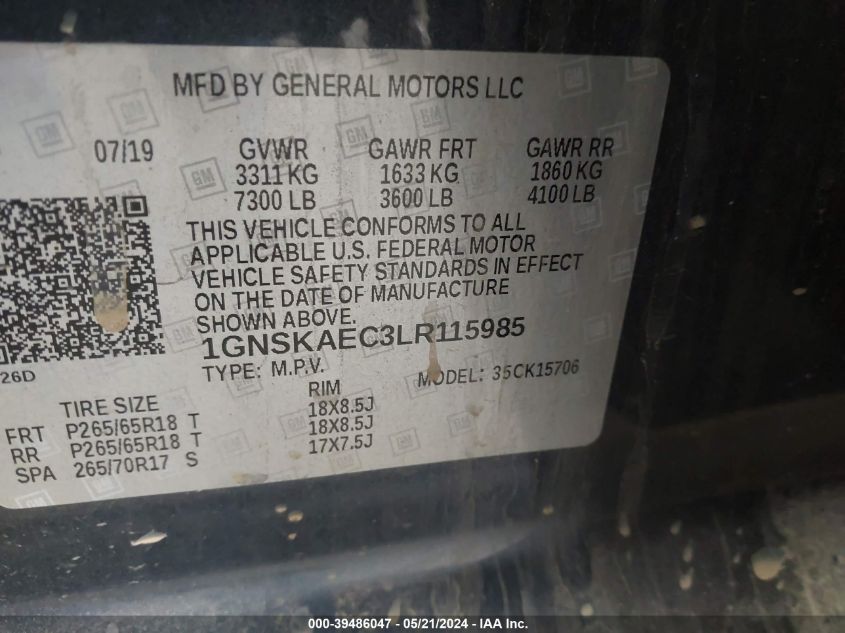 MFD BY GENERAL MOTORS LLC
07/19 GVWR GAWR FRT GAWR RR
3311 KG 1633 KG 1860 KG
7300 LB 3600 LB 4100 LB
THIS VEHICLE CONFORMS TO ALL
APPLICABLE U.S. FEDERAL MOTOR
VEHICLE SAFETY STANDARDS IN EFFECT
ON THE DATE OF MANUFACTURE
SHOWN ABOVE.
1GNSKAEC3LR115985
26D
TYPE: M.P.V. MODEL: 35CK15706
TIRE SIZE RIM
FRT P265/65R18 T 18X8.5J
RR P265/65R18 T 18X8.5J
SPA 265/70R17 S 17X7.5J
000-39486047 - 05/21/2024 - IAA Inc.